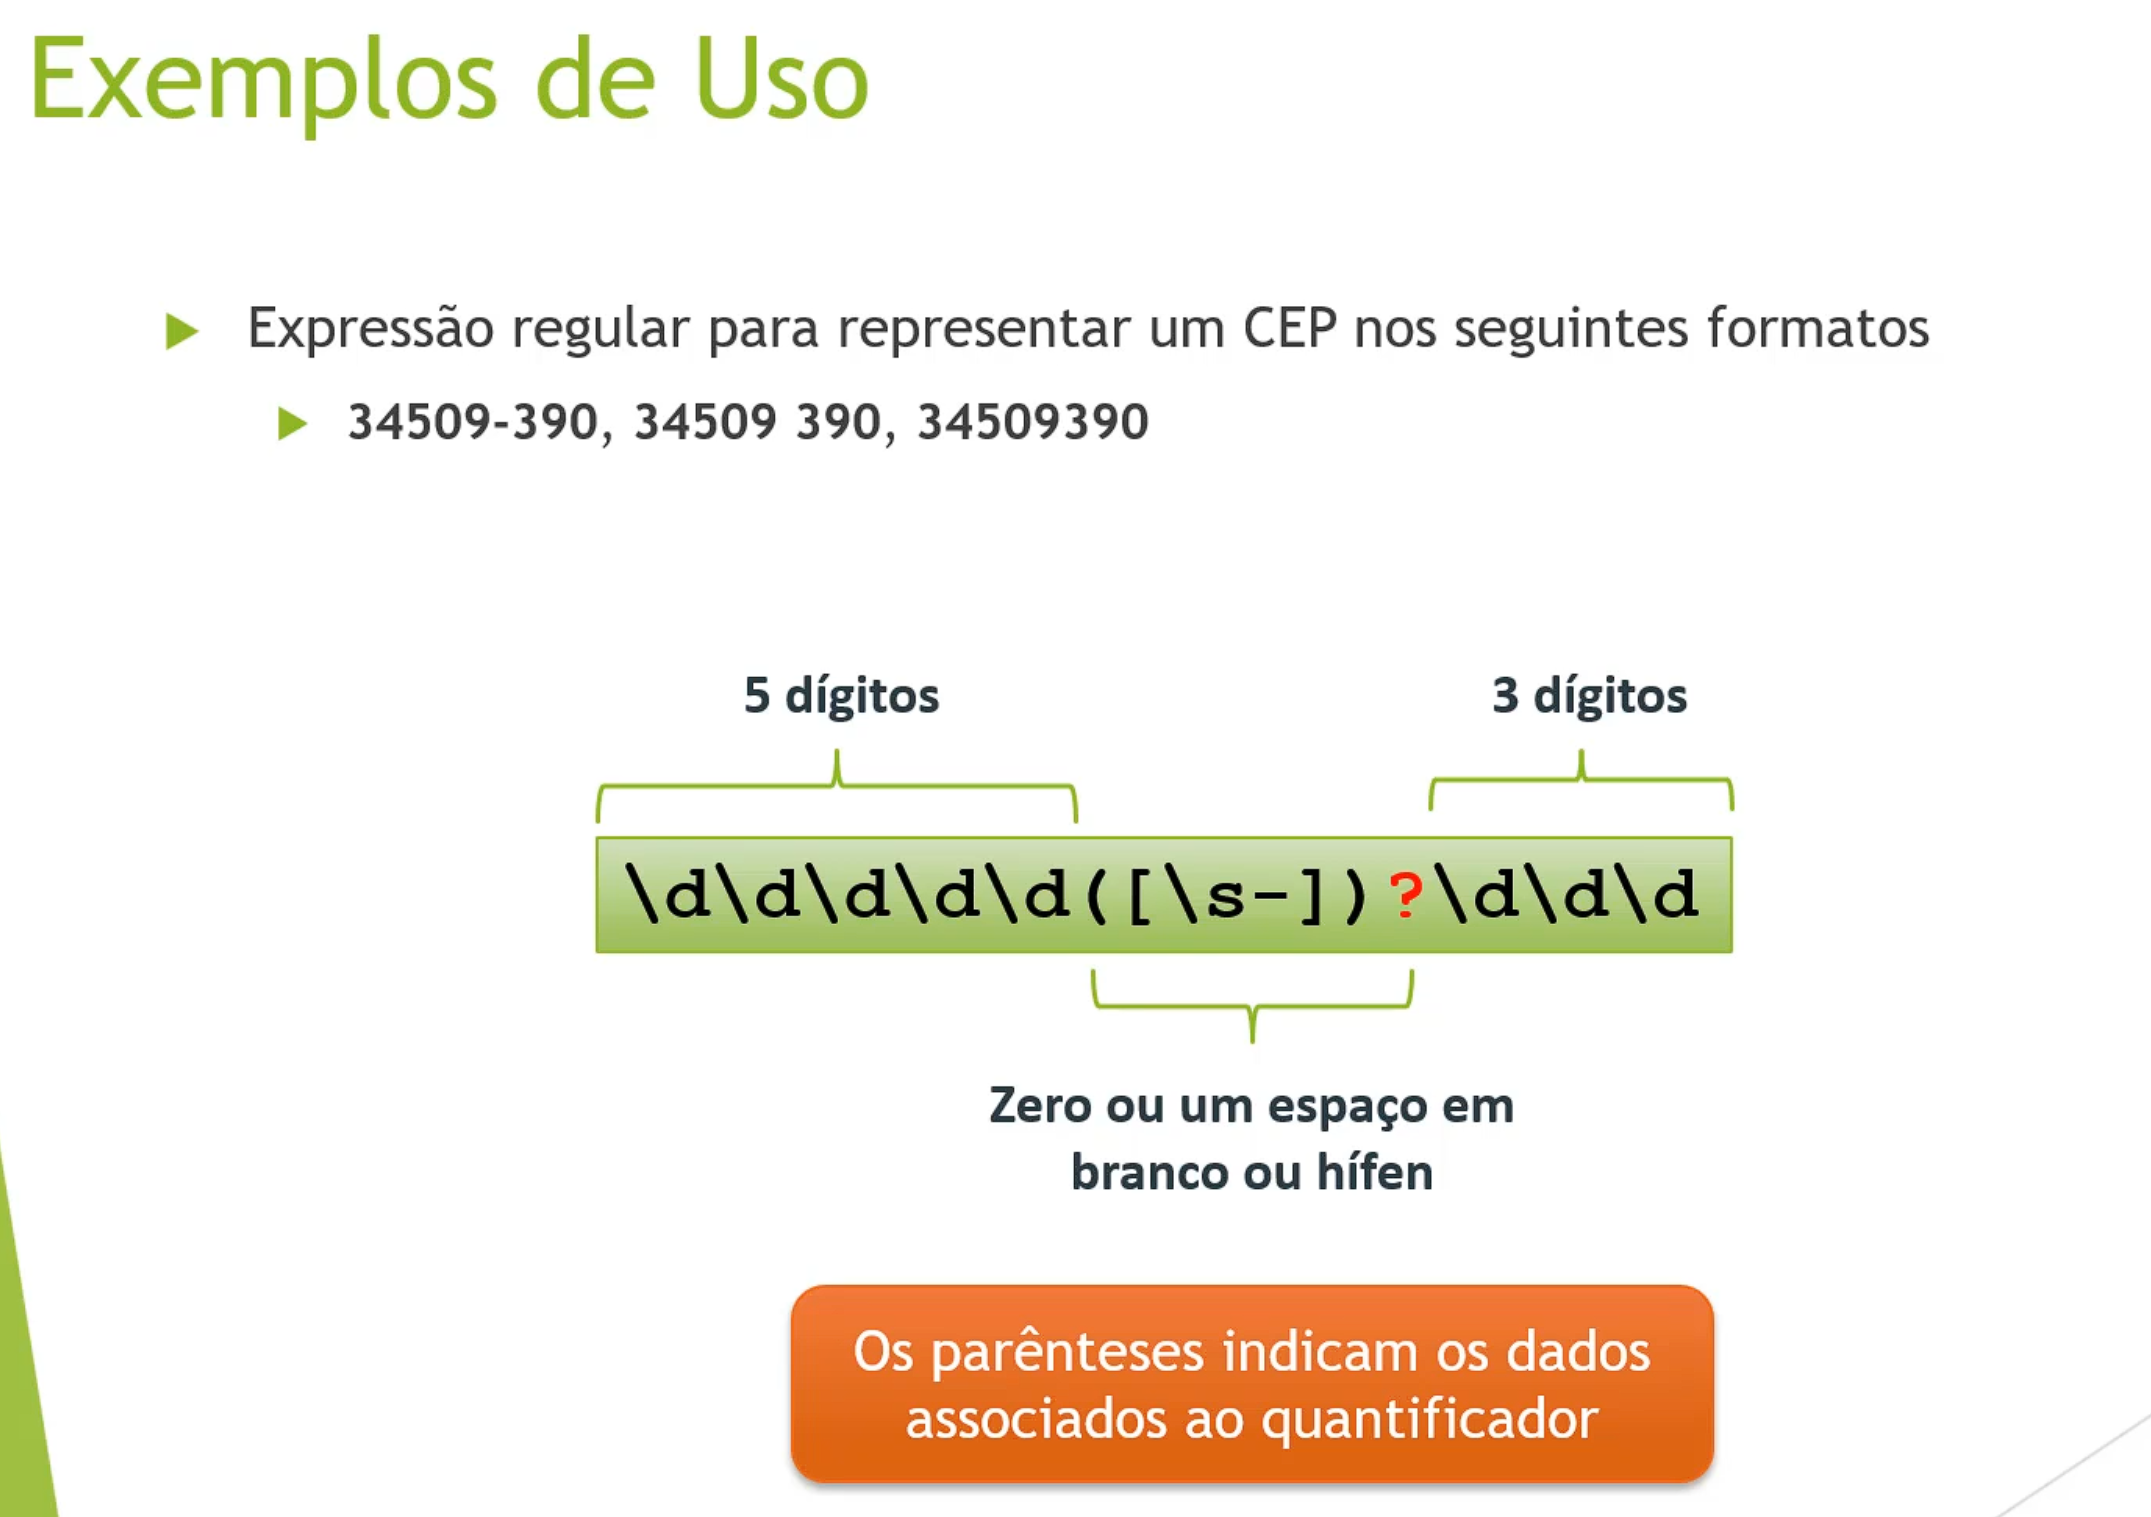 Exemplos de Uso
Expressão regular para representar um CEP nos seguintes formatos
34509-390, 34509 390, 34509390
5 dígitos
3 dígitos
\d\d\d\d\d([\s-])?\d\d\d
Zero ou um espaço em
branco ou hífen
Os parênteses indicam os dados
associados ao quantificador